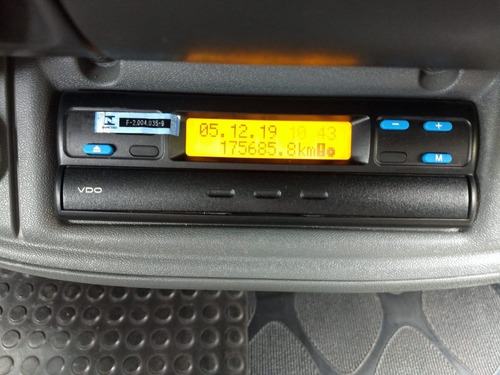 F-2.004.035-9
05.12.19 10 43
175685.8km
− +
M
VDO